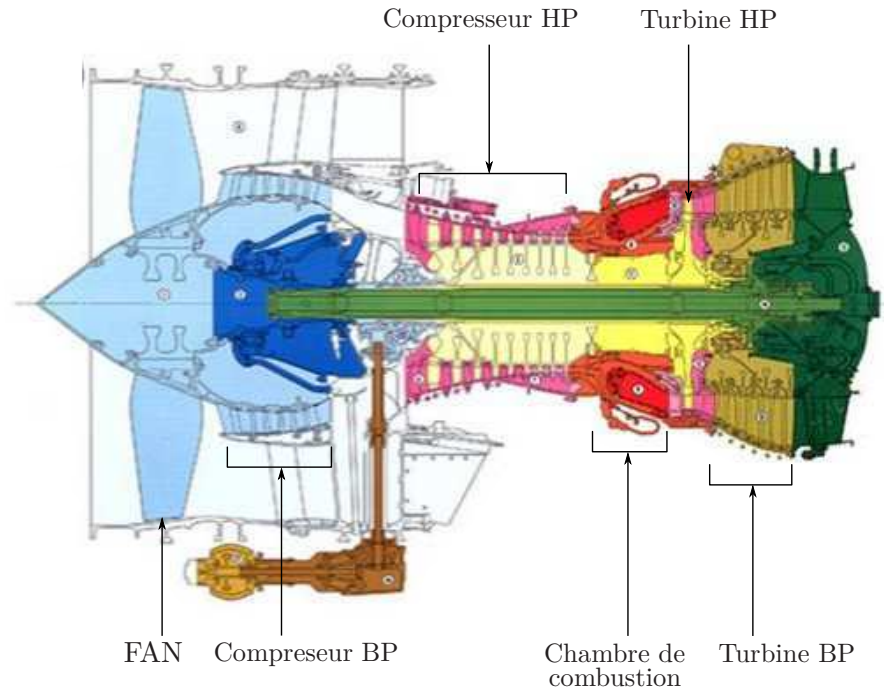 Compresseur HP
Turbine HP
FAN
Compreseur BP
Chambre de
combustion
Turbine BP